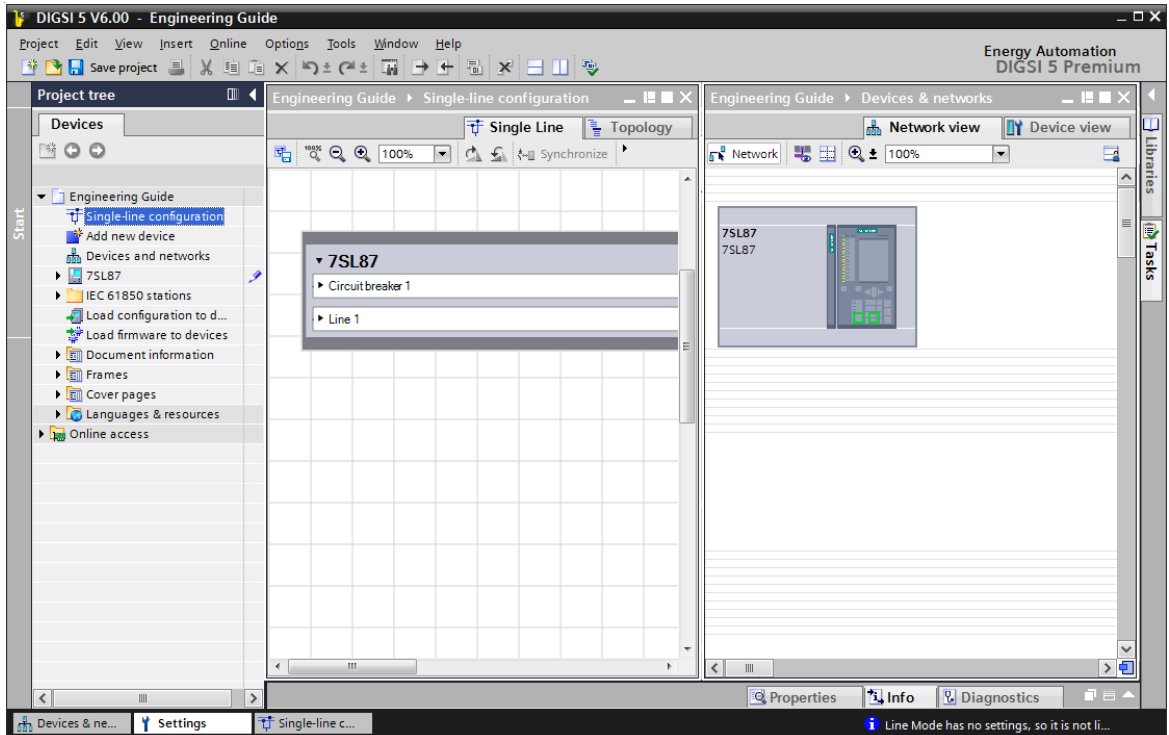 DIGSI 5 V6.00 - Engineering Guide
Project Edit View Insert Online Options Tools Window Help
Save project
Energy Automation
DIGSI 5 Premium
Project tree
Devices
Engineering Guide
Single-line configuration
Add new device
Devices and networks
7SL87
IEC 61850 stations
Load configuration to d...
Load firmware to devices
Document information
Frames
Cover pages
Languages & resources
Online access
Start
Engineering Guide Single-line configuration
Single Line Topology
100% 100% Synchronize
7SL87
Circuit breaker 1
Line 1
Engineering Guide Devices & networks
Network view Device view
Network 100%
7SL87
7SL87
Libraries
Tasks
Properties Info Diagnostics
Devices & ne... Settings Single-line c... Line Mode has no settings, so it is not li...